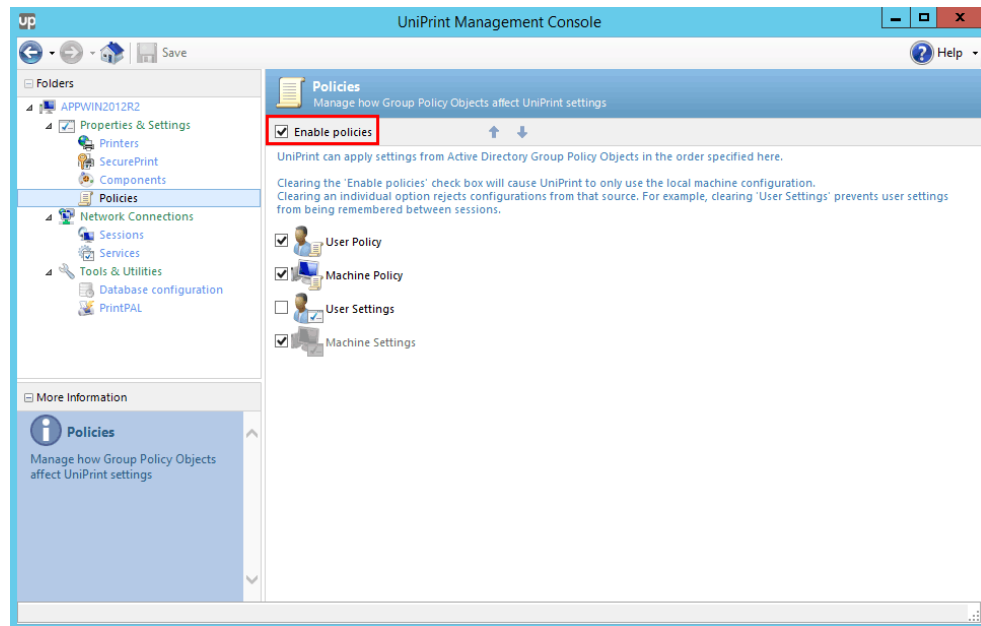 up
UniPrint Management Console
Save
Help
Folders
APPWIN2012R2
Properties & Settings
Printers
SecurePrint
Components
Policies
Network Connections
Sessions
Services
Tools & Utilities
Database configuration
PrintPAL
More Information
Policies
Manage how Group Policy Objects
affect UniPrint settings
Policies
Manage how Group Policy Objects affect UniPrint settings
Enable policies
UniPrint can apply settings from Active Directory Group Policy Objects in the order specified here.
Clearing the 'Enable policies' check box will cause UniPrint to only use the local machine configuration.
Clearing an individual option rejects configurations from that source. For example, clearing 'User Settings' prevents user settings
from being remembered between sessions.
User Policy
Machine Policy
User Settings
Machine Settings